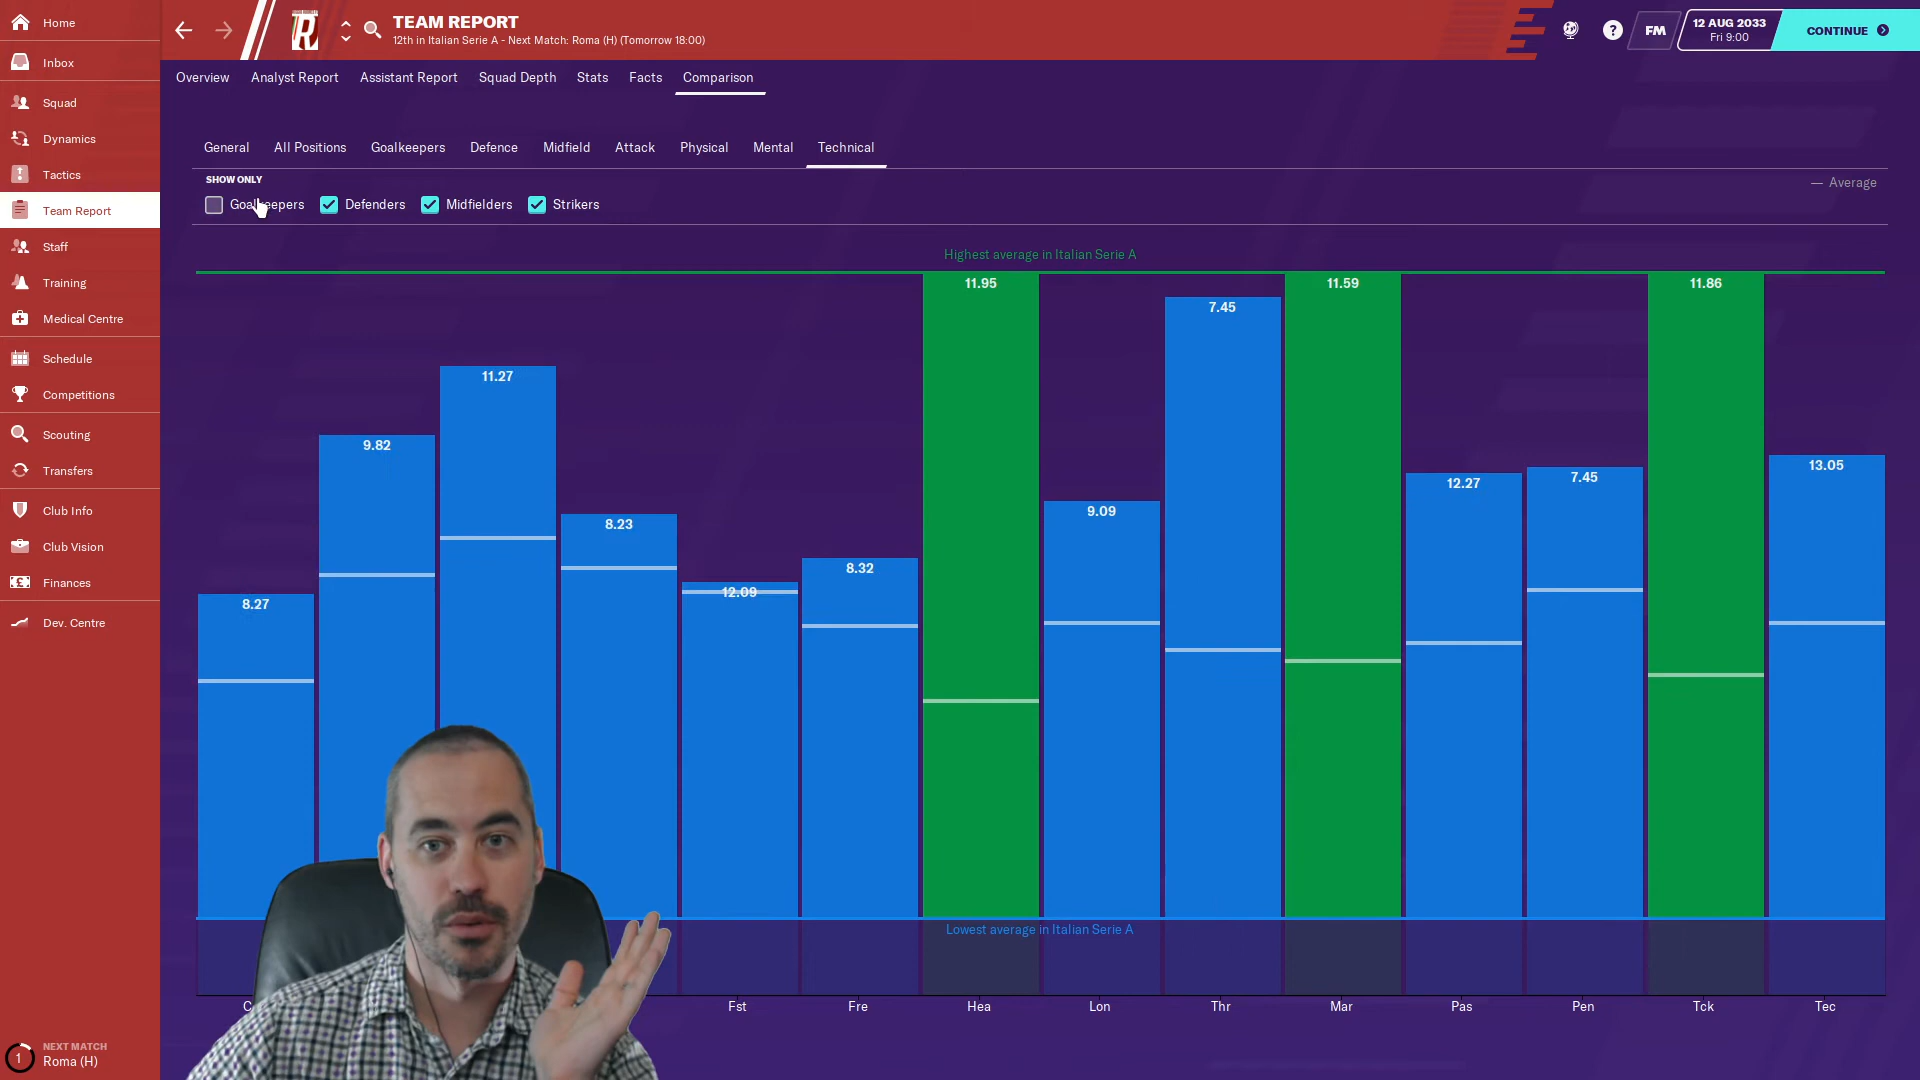 Home
Inbox
Squad
Dynamics
Tactics
Team Report
Staff
Training
Medical Centre
Schedule
Competitions
Scouting
Transfers
Club Info
Club Vision
Finances
Dev. Centre
1
NEXT MATCH
Roma (H)
R
TEAM REPORT
12th in Italian Serie A - Next Match: Roma (H) (Tomorrow 18:00)
?
FM
12 AUG 2033
Fri 9:00
CONTINUE
Overview Analyst Report Assistant Report Squad Depth Stats Facts Comparison
General All Positions Goalkeepers Defence Midfield Attack Physical Mental Technical
SHOW ONLY
Average
Goalkeepers Defenders Midfielders Strikers
Highest average in Italian Serie A
8.27 9.82 11.27 8.23 12.09 8.32 11.95 9.09 7.45 11.59 12.27 7.45 11.86 13.05
Lowest average in Italian Serie A
Fst Fre Hea Lon Thr Mar Pas Pen Tck Tec